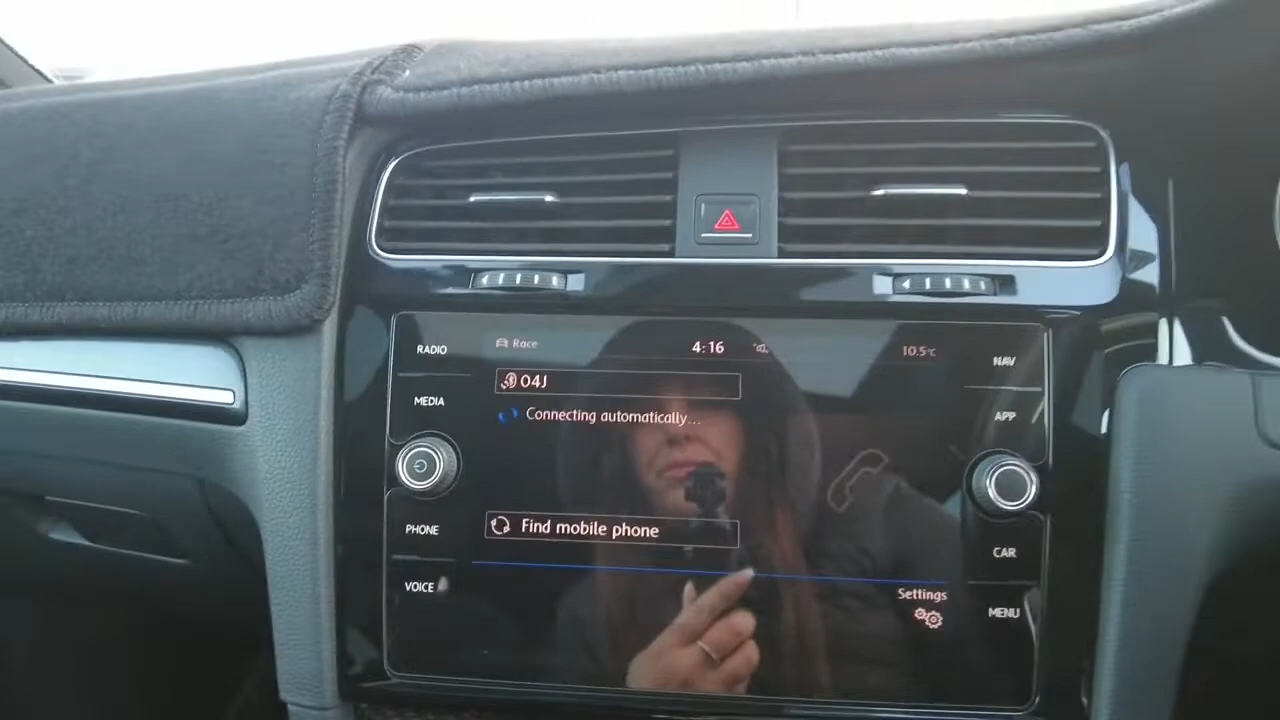 RADIO
MEDIA
PHONE
VOICE
Race
4:16
10.5°C
04J
Connecting automatically...
Find mobile phone
Settings
NAV
APP
CAR
MENU